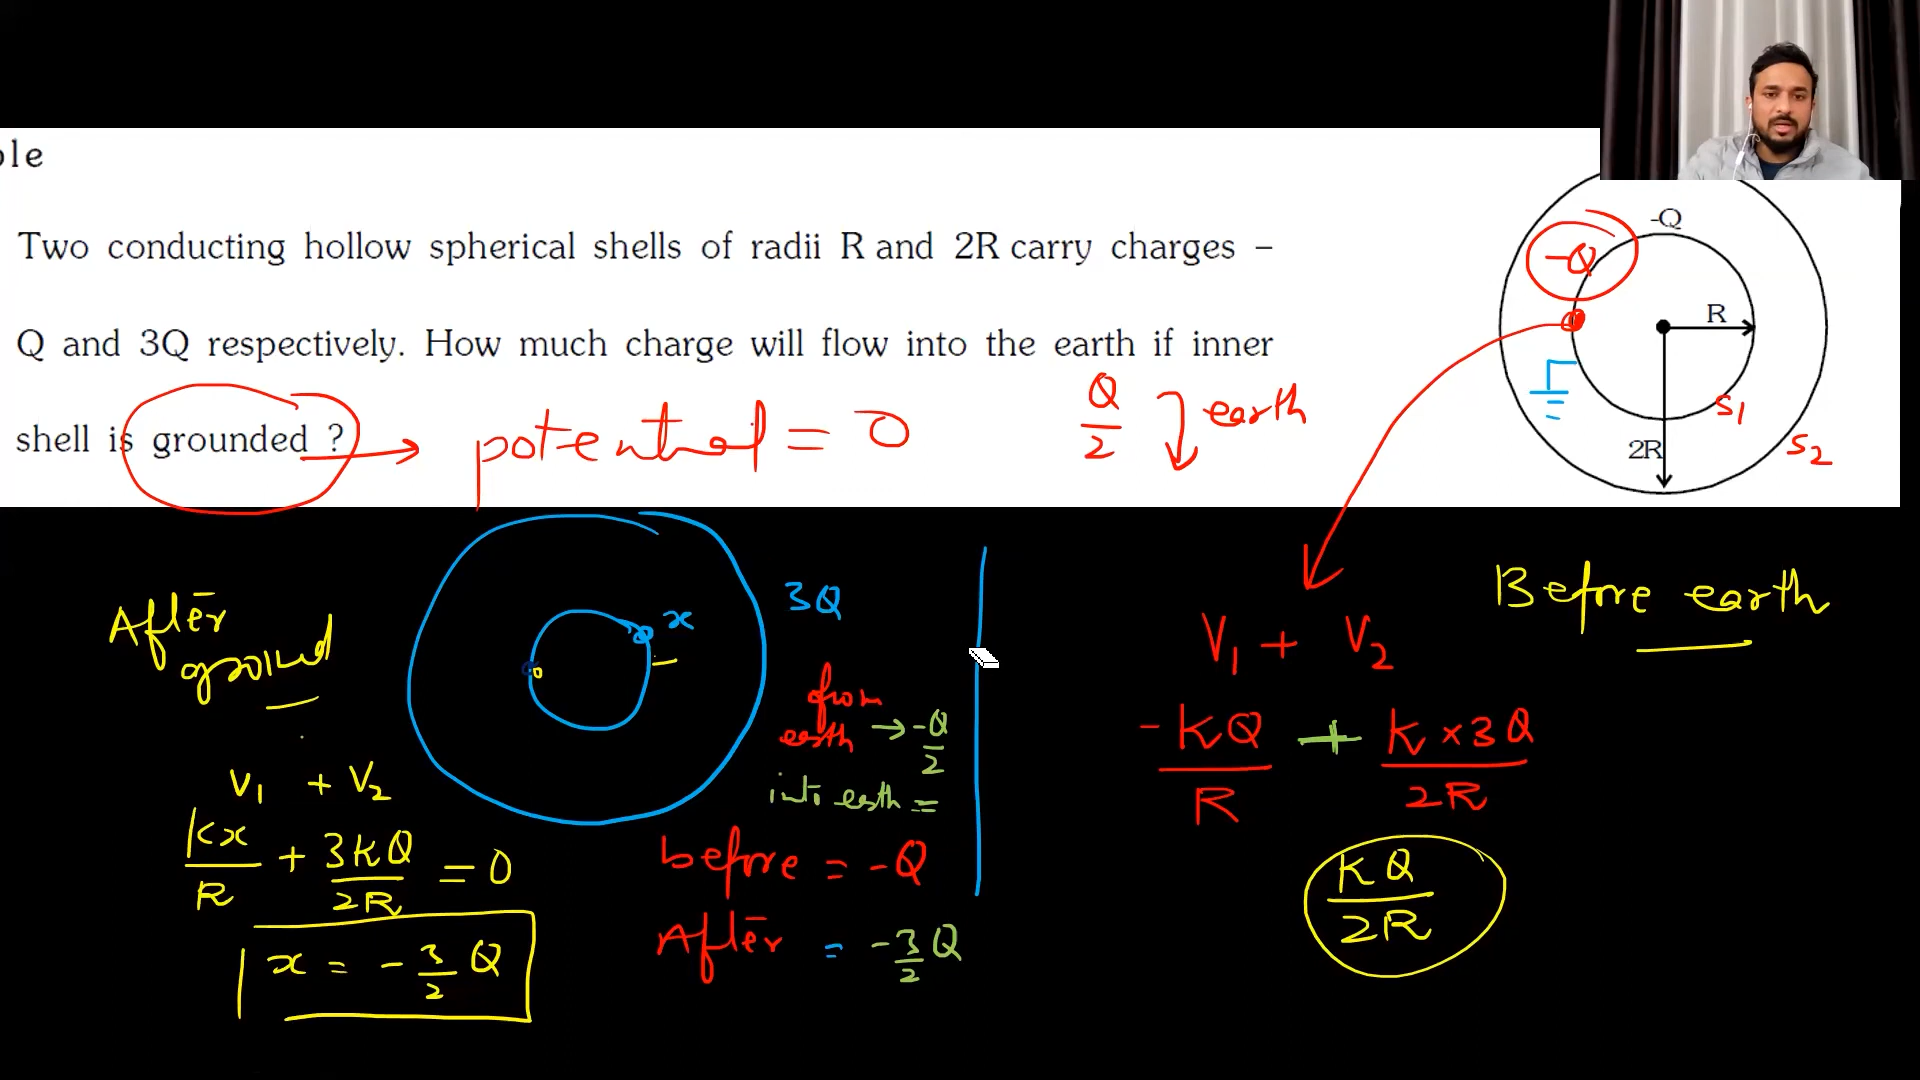 ole
Two conducting hollow spherical shells of radii R and 2R carry charges –
Q and 3Q respectively. How much charge will flow into the earth if inner
shell is grounded ?
potential = 0
Q/2 earth
-Q
-Q
R
2R
S1
S2
After
ground
V1 + V2
Kx/R + 3KQ/2R = 0
x = - 3/2 Q
x
3Q
from
earth → -Q/2
into earth =
before = -Q
After = -3/2 Q
Before earth
V1 + V2
-KQ/R + K × 3Q/2R
KQ/2R